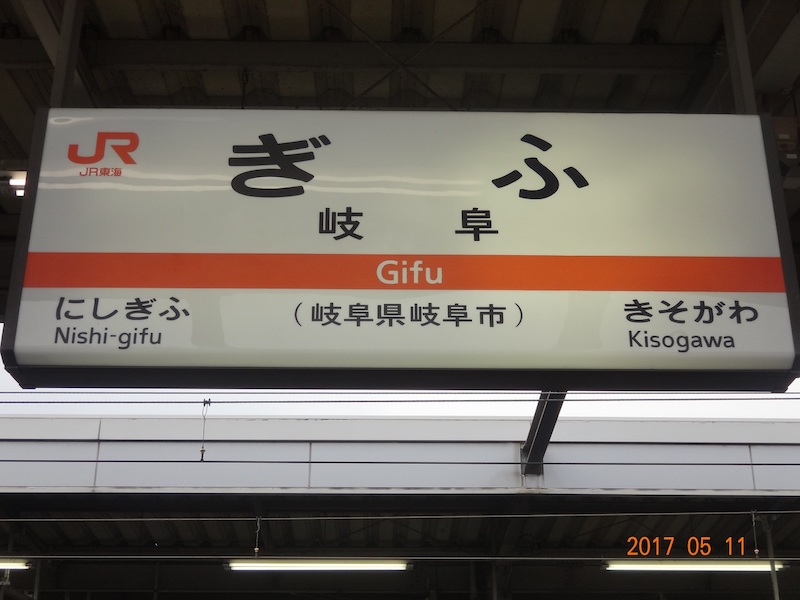 JR
JR東海
ぎふ
岐阜
Gifu
にしぎふ
Nishi-gifu
(岐阜県岐阜市)
きそがわ
Kisogawa
2017 05 11